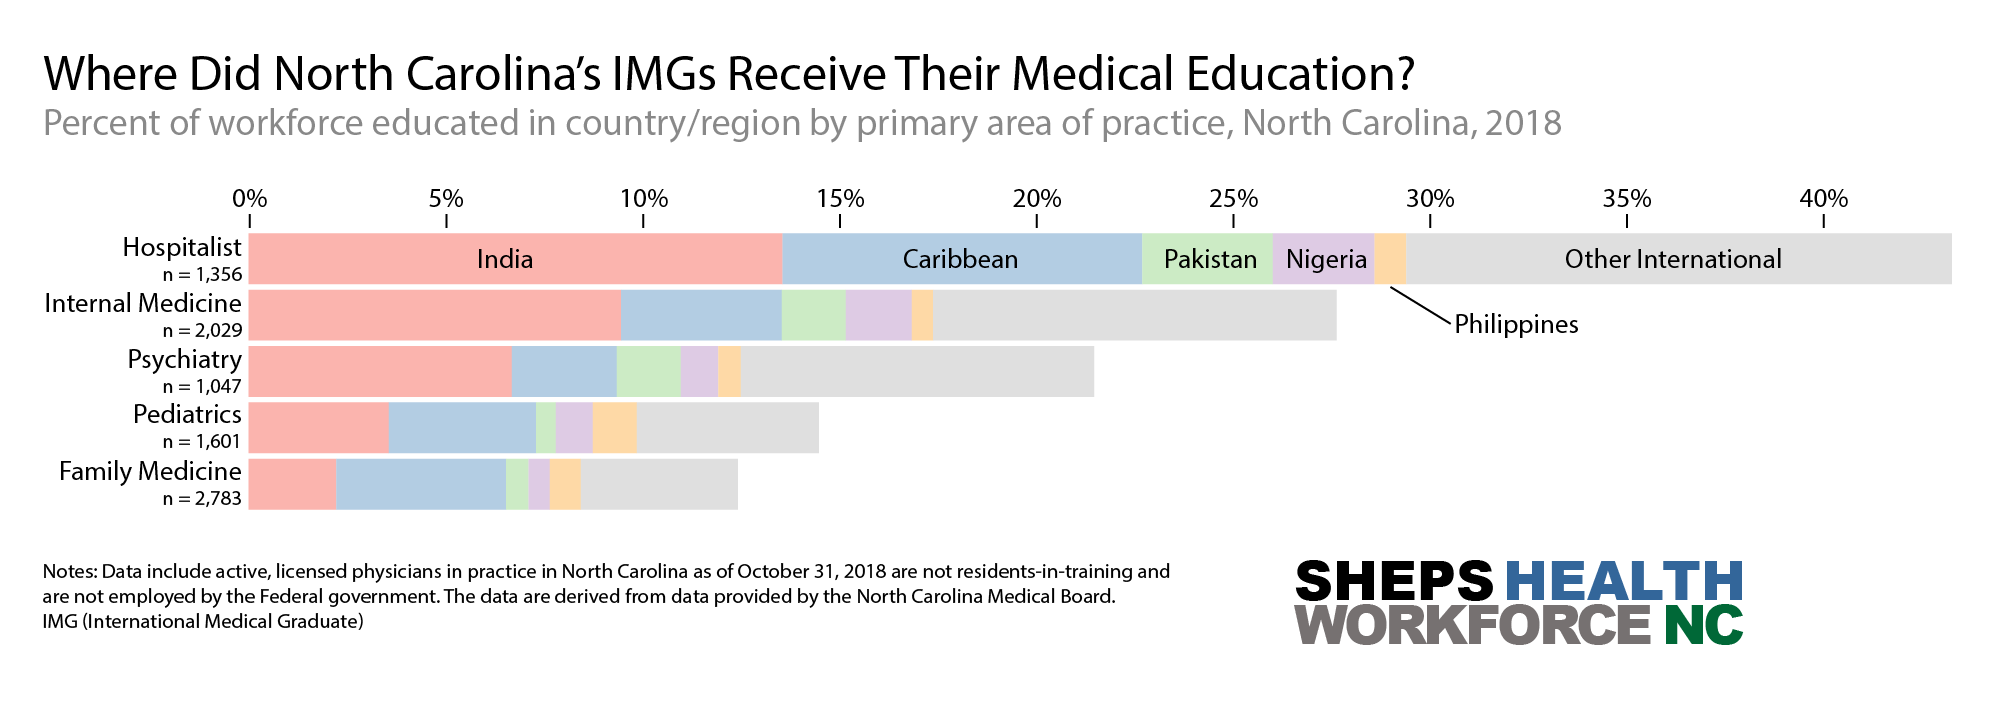 Where Did North Carolina's IMGs Receive Their Medical Education?
Percent of workforce educated in country/region by primary area of practice, North Carolina, 2018
0% 5% 10% 15% 20% 25% 30% 35% 40%
Hospitalist
n = 1,356
India Caribbean Pakistan Nigeria Other International
Internal Medicine
n = 2,029
Philippines
Psychiatry
n = 1,047
Pediatrics
n = 1,601
Family Medicine
n = 2,783
Notes: Data include active, licensed physicians in practice in North Carolina as of October 31, 2018 are not residents-in-training and
are not employed by the Federal government. The data are derived from data provided by the North Carolina Medical Board.
IMG (International Medical Graduate)
SHEPS HEALTH
WORKFORCE NC